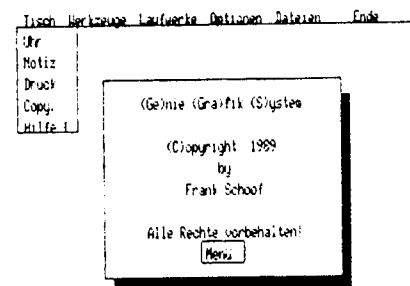 Tisch Werkzeuge Laufwerke Optionen Dateien Ende
Uhr
Notiz
Druck
Copy.
Hilfe !
(Ge)nie (Gra)fik (S)ystem
(C)opyright 1989
by
Frank Schoof
Alle Rechte vorbehalten!
Menü